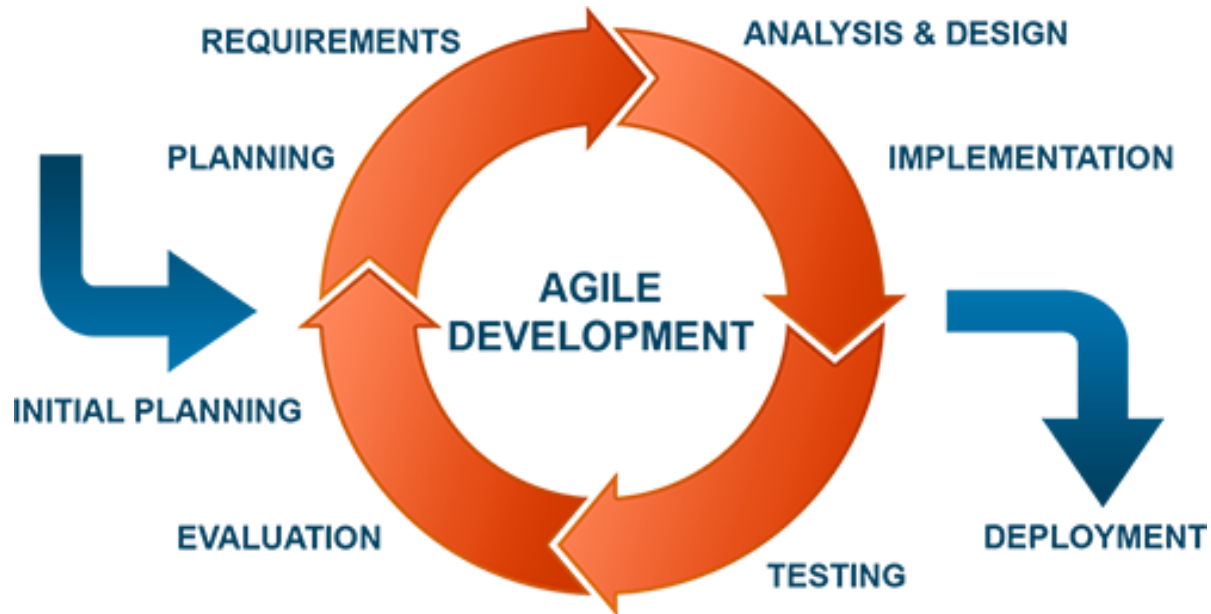 REQUIREMENTS
ANALYSIS & DESIGN
PLANNING
IMPLEMENTATION
AGILE
DEVELOPMENT
INITIAL PLANNING
EVALUATION
DEPLOYMENT
TESTING